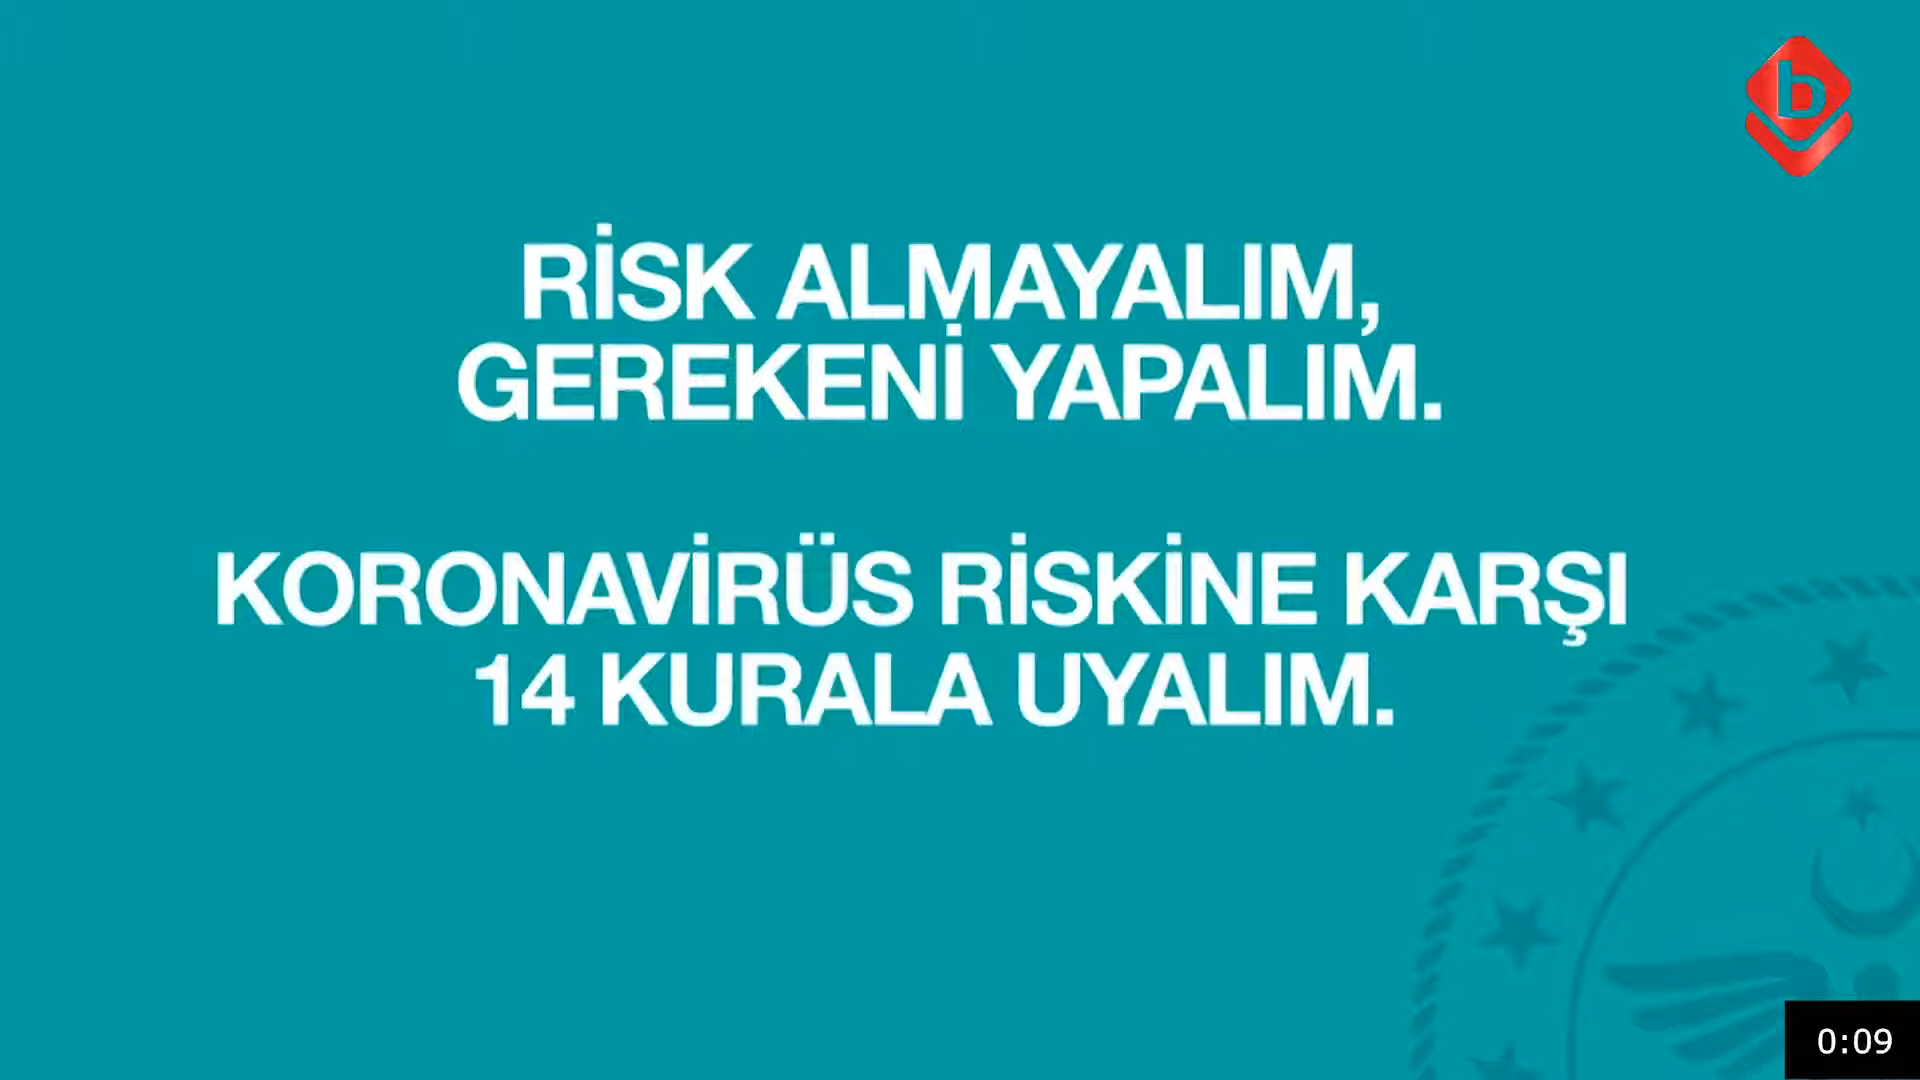 b
RİSK ALMAYALIM,
GEREKENİ YAPALIM.
KORONAVİRÜS RİSKİNE KARŞI
14 KURALA UYALIM.
0:09